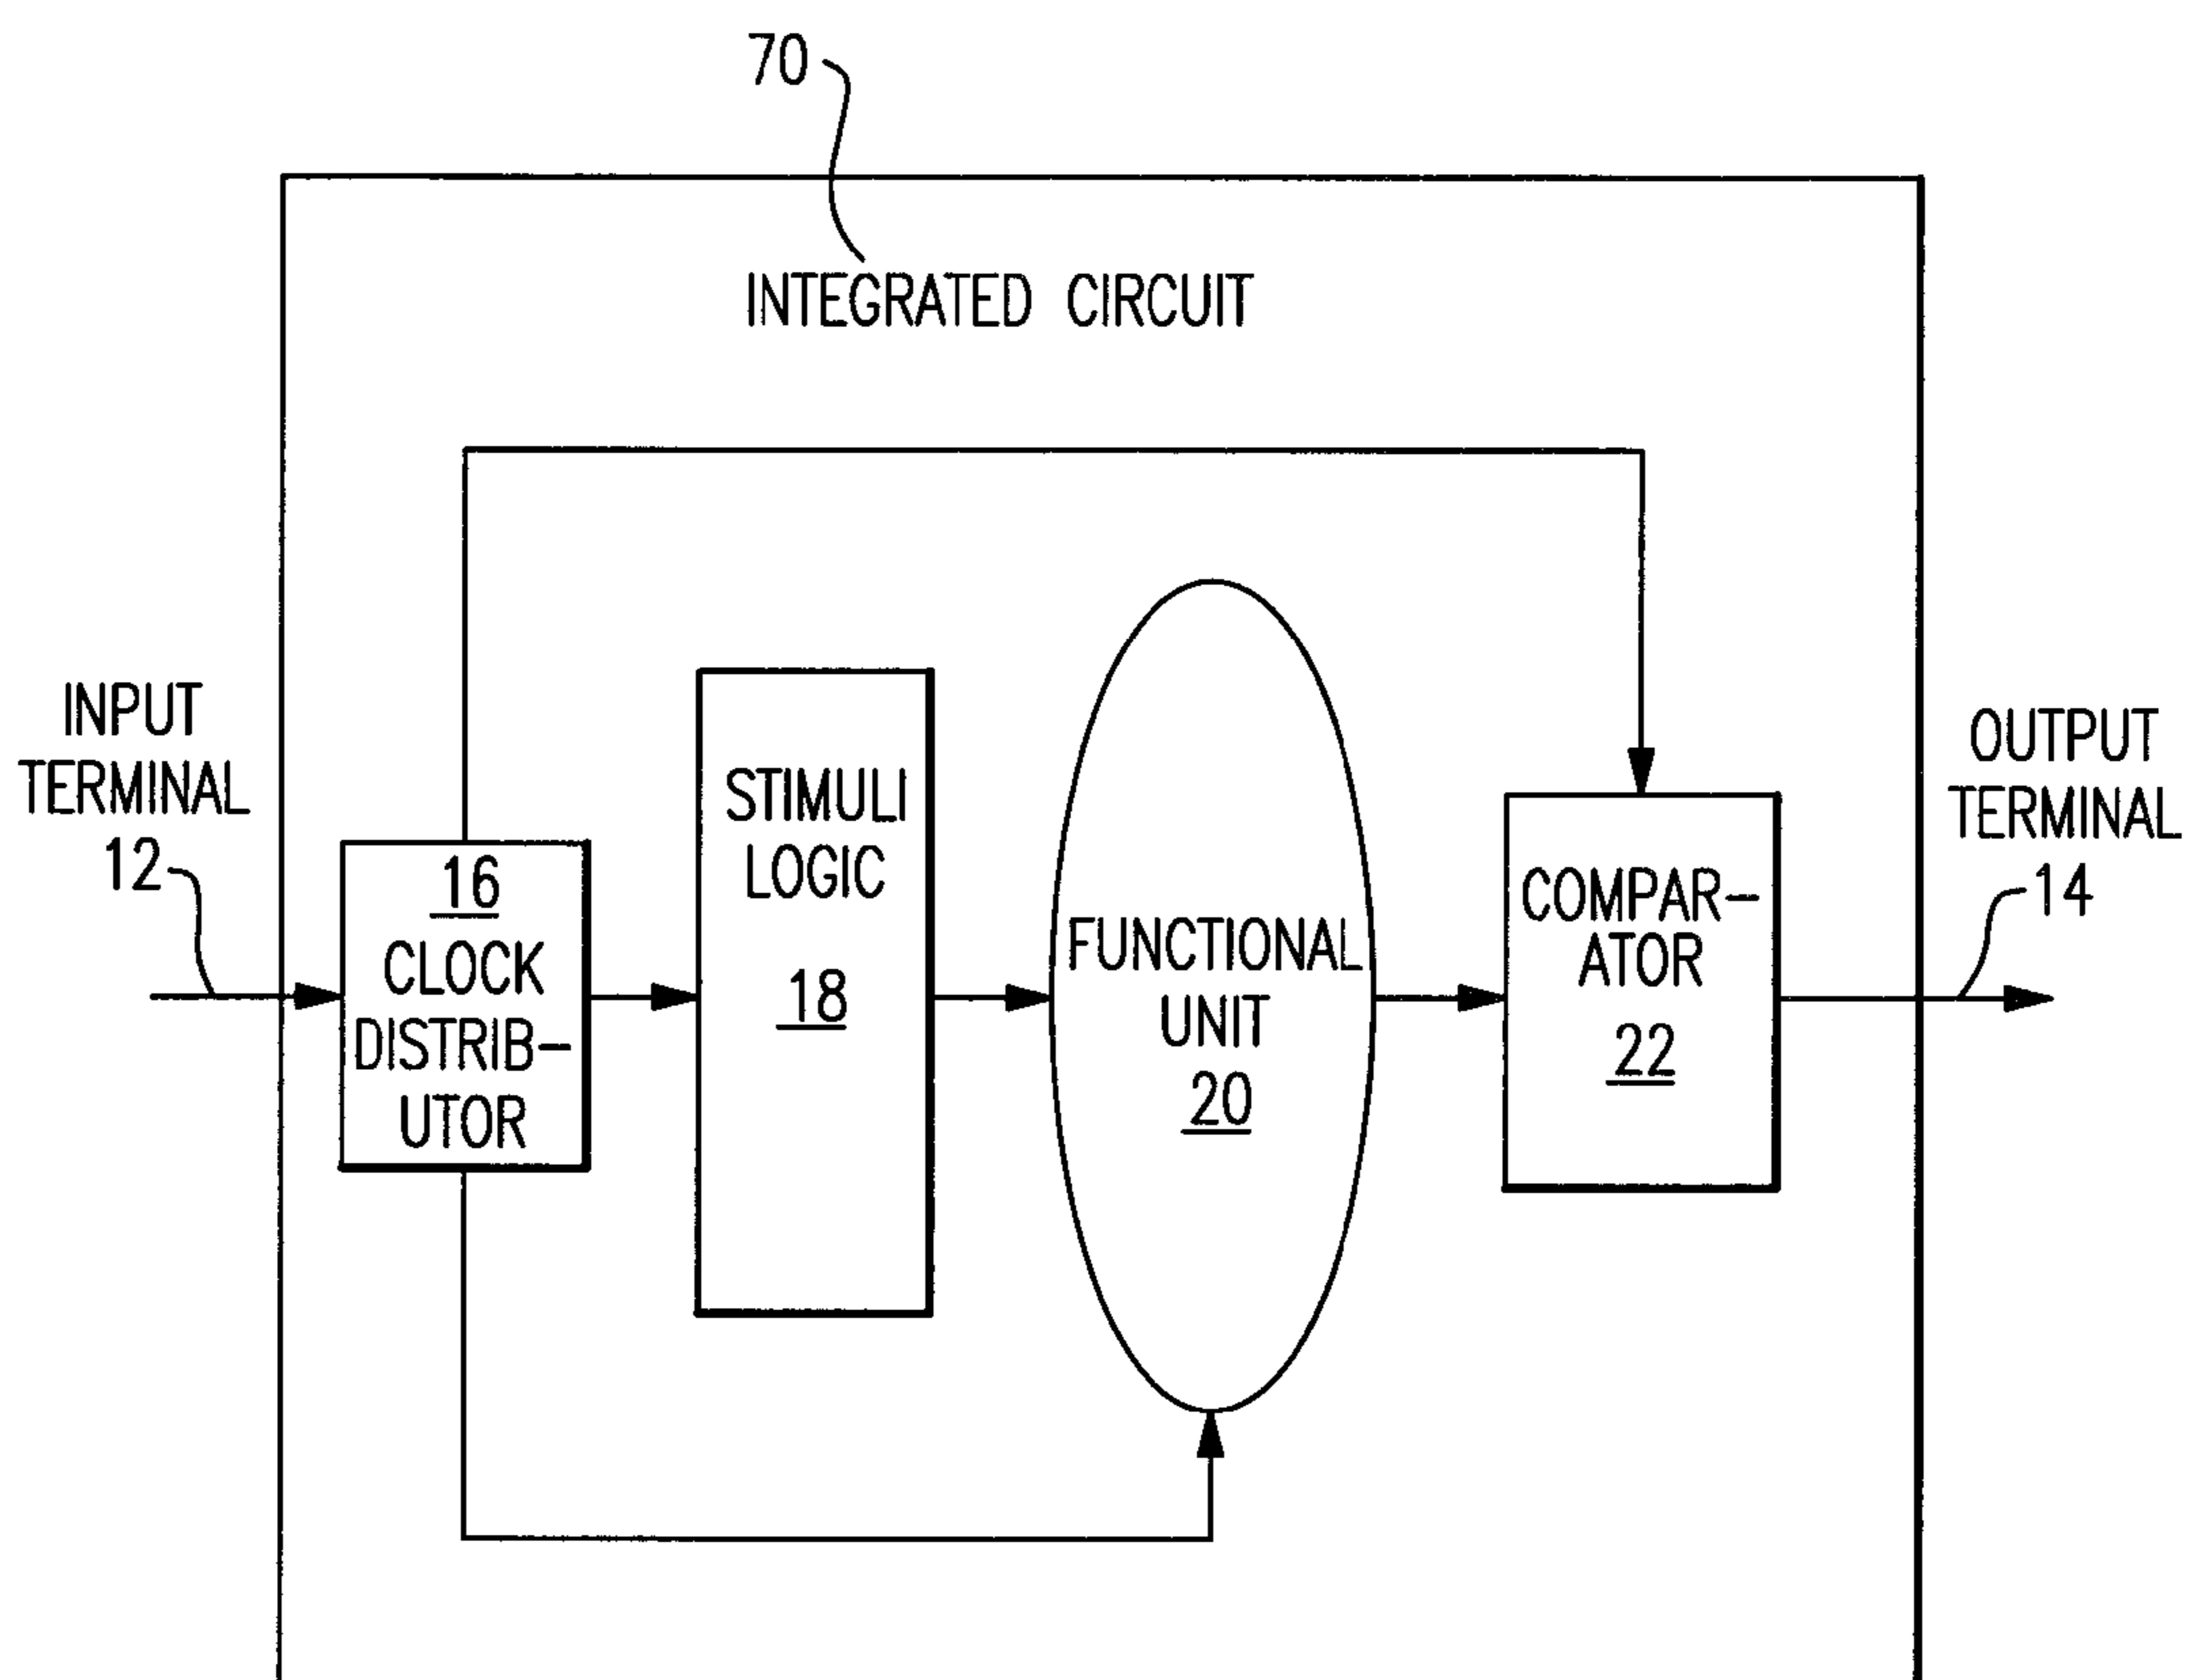 70
INTEGRATED CIRCUIT
INPUT
TERMINAL
12
16
CLOCK
DISTRIB-
UTOR
STIMULI
LOGIC
18
FUNCTIONAL
UNIT
20
COMPAR-
ATOR
22
OUTPUT
TERMINAL
14